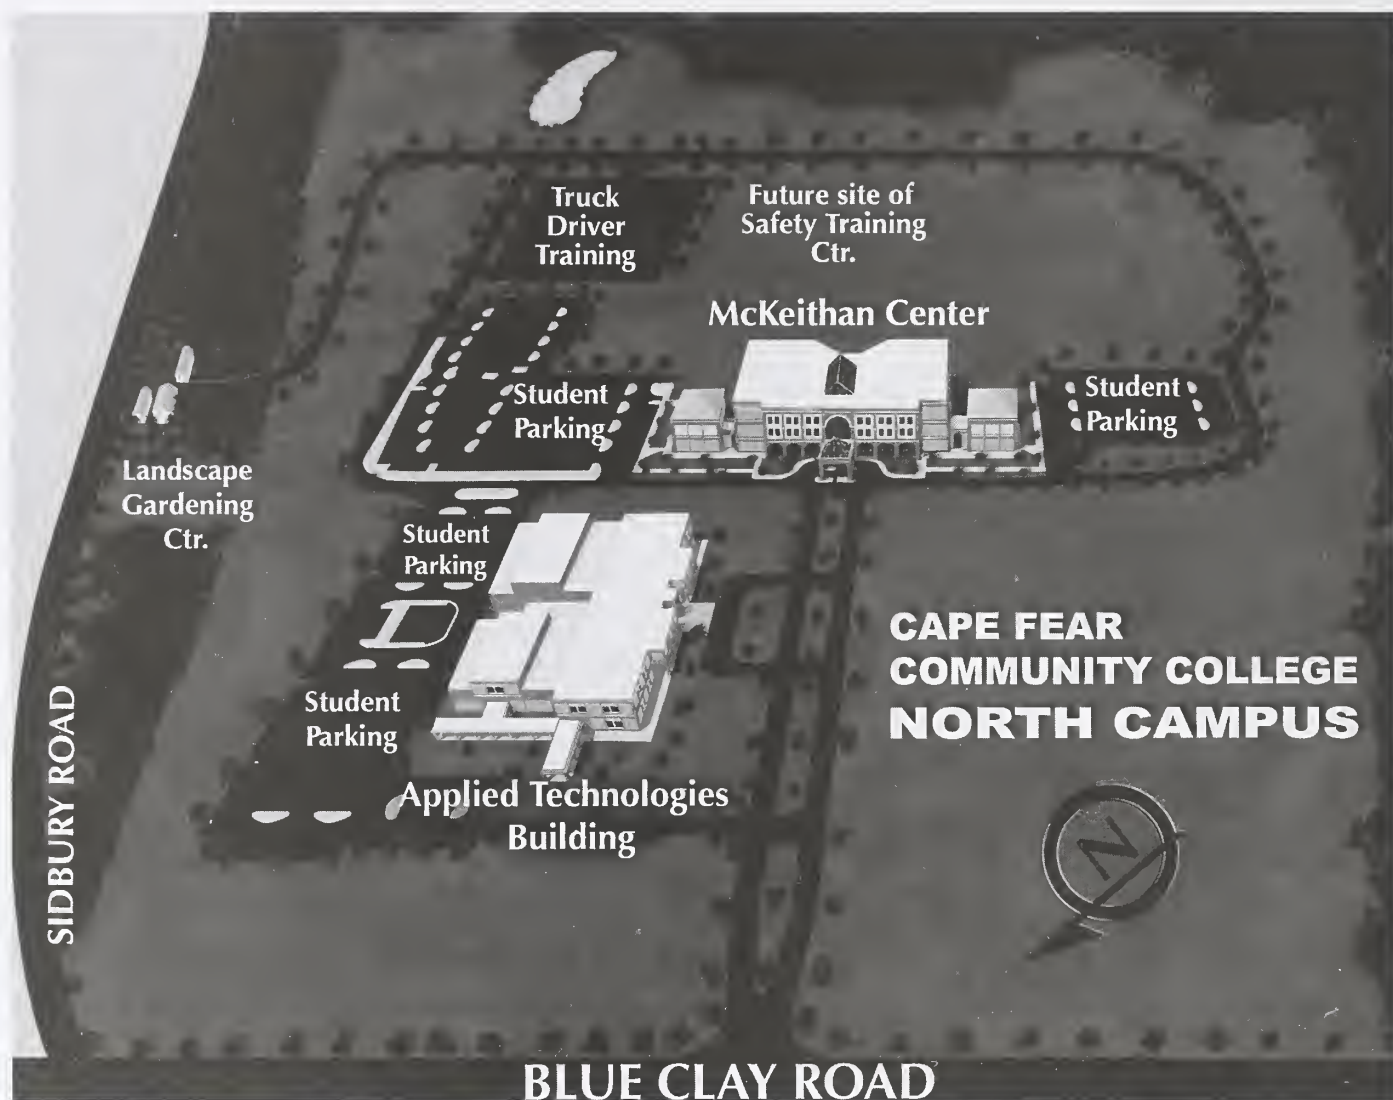 Truck
Driver
Training
Future site of
Safety Training
Ctr.
McKeithan Center
Student
Parking
Student
Parking
Landscape
Gardening
Ctr.
Student
Parking
CAPE FEAR
COMMUNITY COLLEGE
NORTH CAMPUS
Student
Parking
SIDBURY ROAD
Applied Technologies
Building
N
BLUE CLAY ROAD